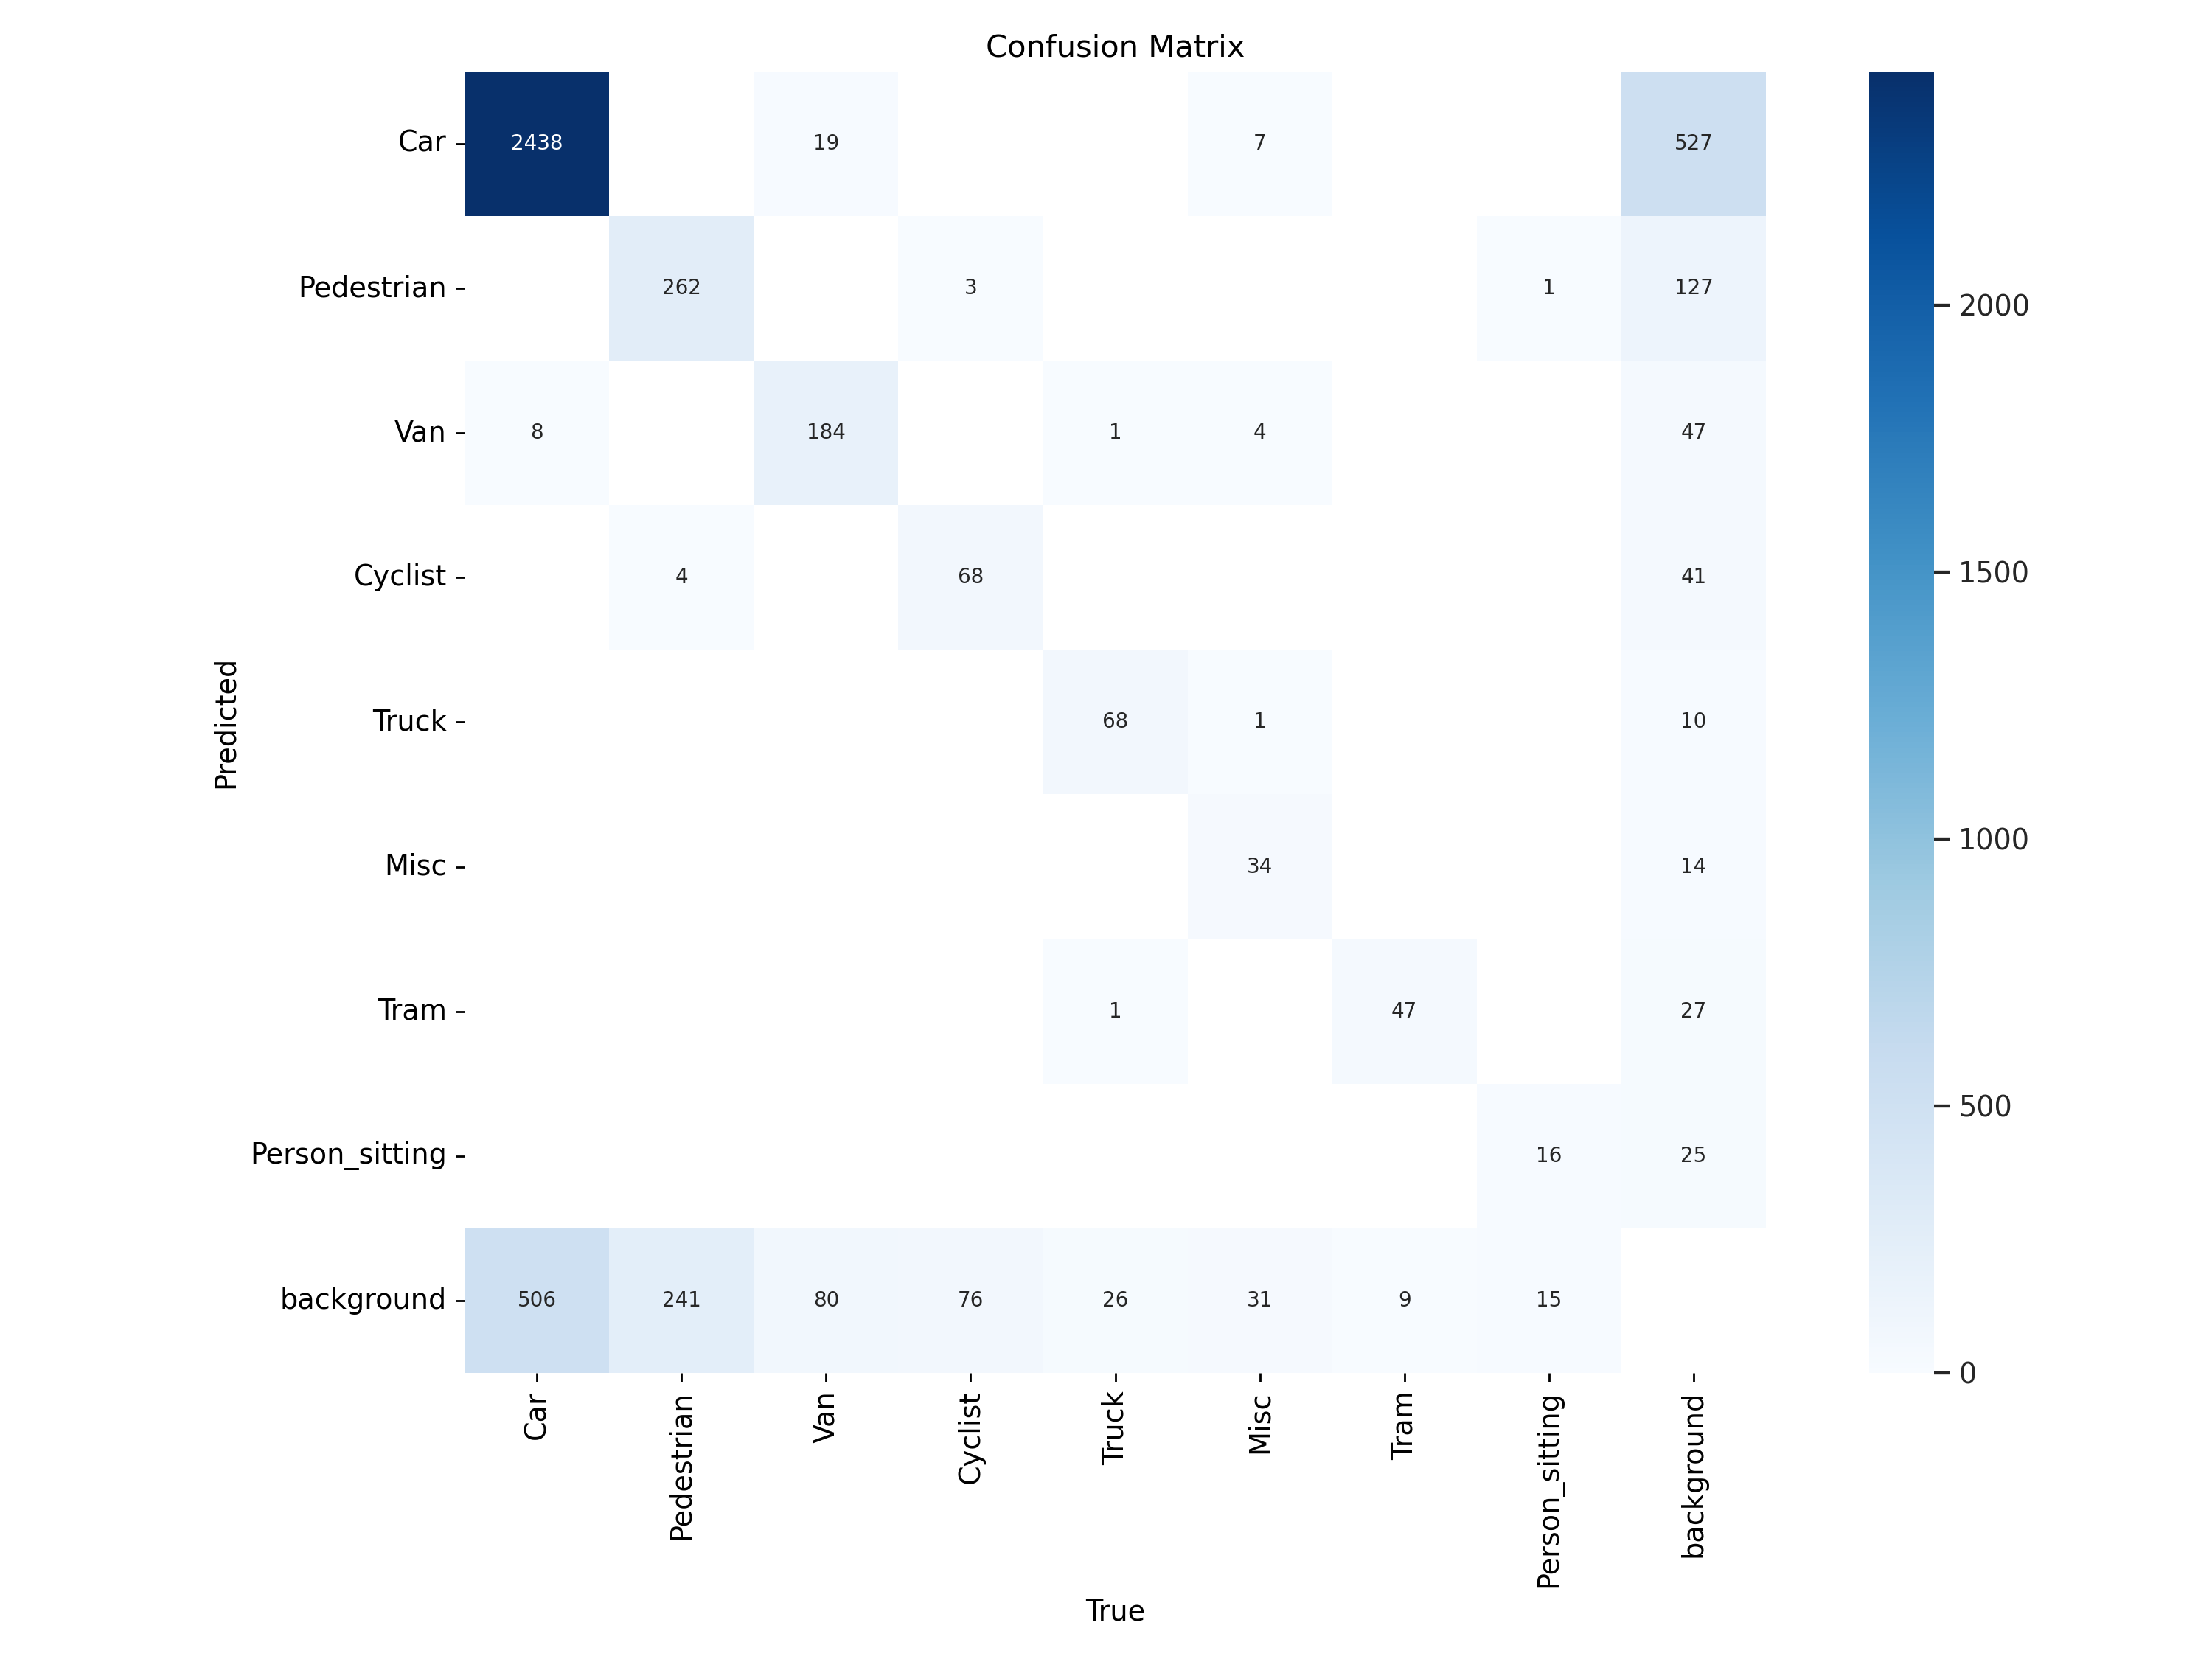 Confusion Matrix
Car 2438 19 7 527
Pedestrian 262 3 1 127
Van 8 184 1 4 47
Cyclist 4 68 41
Truck 68 1 10
Misc 34 14
Tram 1 47 27
Person_sitting 16 25
background 506 241 80 76 26 31 9 15
Predicted
Car Pedestrian Van Cyclist Truck Misc Tram Person_sitting background
True
2000
1500
1000
500
0